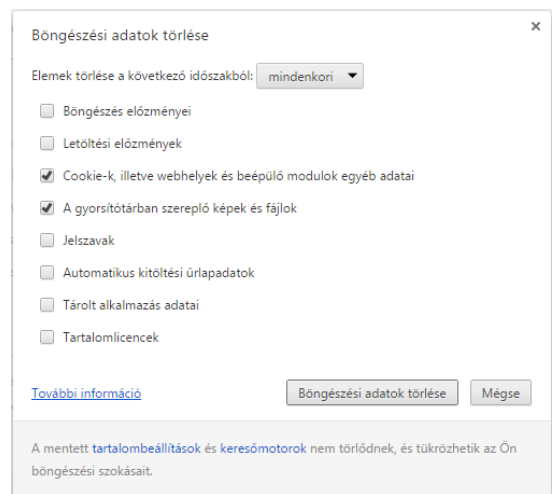 Böngészési adatok törlése
Elemek törlése a következő időszakból: mindenkori
Böngészés előzményei
Letöltési előzmények
Cookie-k, illetve webhelyek és beépülő modulok egyéb adatai
A gyorsítótárban szereplő képek és fájlok
Jelszavak
Automatikus kitöltési űrlapadatok
Tárolt alkalmazás adatai
Tartalomlicencek
További információ Böngészési adatok törlése Mégse
A mentett tartalombeállítások és keresőmotorok nem törlődnek, és tükrözhetik az Ön
böngészési szokásait.